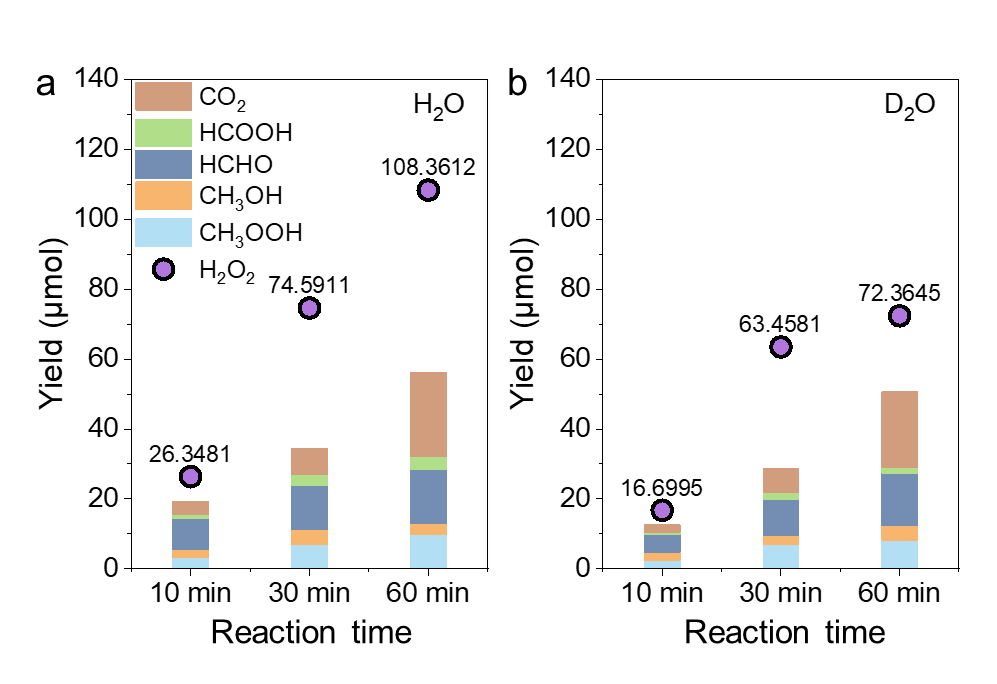 a
H₂O
CO₂
HCOOH
HCHO
CH₃OH
CH₃OOH
H₂O₂
140
120
100
80
60
40
20
0
Yield (μmol)
26.3481
74.5911
108.3612
10 min
30 min
60 min
Reaction time
b
D₂O
140
120
100
80
60
40
20
0
Yield (μmol)
16.6995
63.4581
72.3645
10 min
30 min
60 min
Reaction time